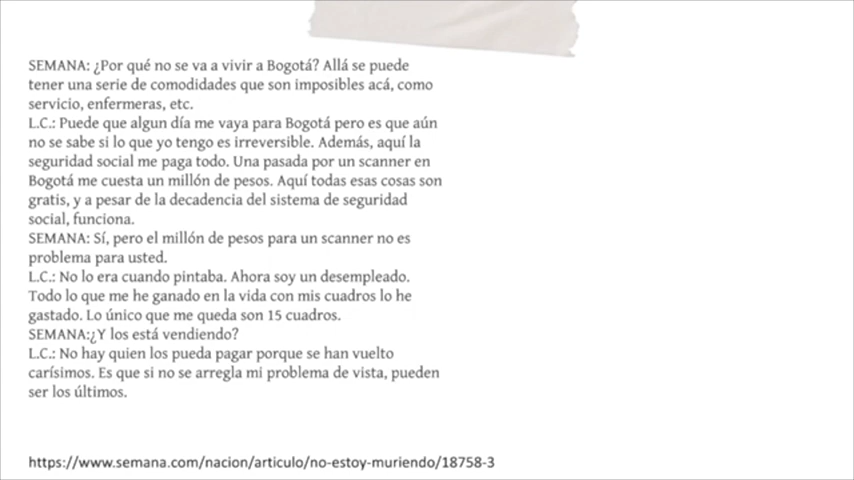 SEMANA: ¿Por qué no se va a vivir a Bogotá? Allá se puede
tener una serie de comodidades que son imposibles acá, como
servicio, enfermeras, etc.
L.C.: Puede que algun día me vaya para Bogotá pero es que aún
no se sabe si lo que yo tengo es irreversible. Además, aquí la
seguridad social me paga todo. Una pasada por un scanner en
Bogotá me cuesta un millón de pesos. Aquí todas esas cosas son
gratis, y a pesar de la decadencia del sistema de seguridad
social, funciona.
SEMANA: Sí, pero el millón de pesos para un scanner no es
problema para usted.
L.C.: No lo era cuando pintaba. Ahora soy un desempleado.
Todo lo que me he ganado en la vida con mis cuadros lo he
gastado. Lo único que me queda son 15 cuadros.
SEMANA:¿Y los está vendiendo?
L.C.: No hay quien los pueda pagar porque se han vuelto
carísimos. Es que si no se arregla mi problema de vista, pueden
ser los últimos.
https://www.semana.com/nacion/articulo/no-estoy-muriendo/18758-3